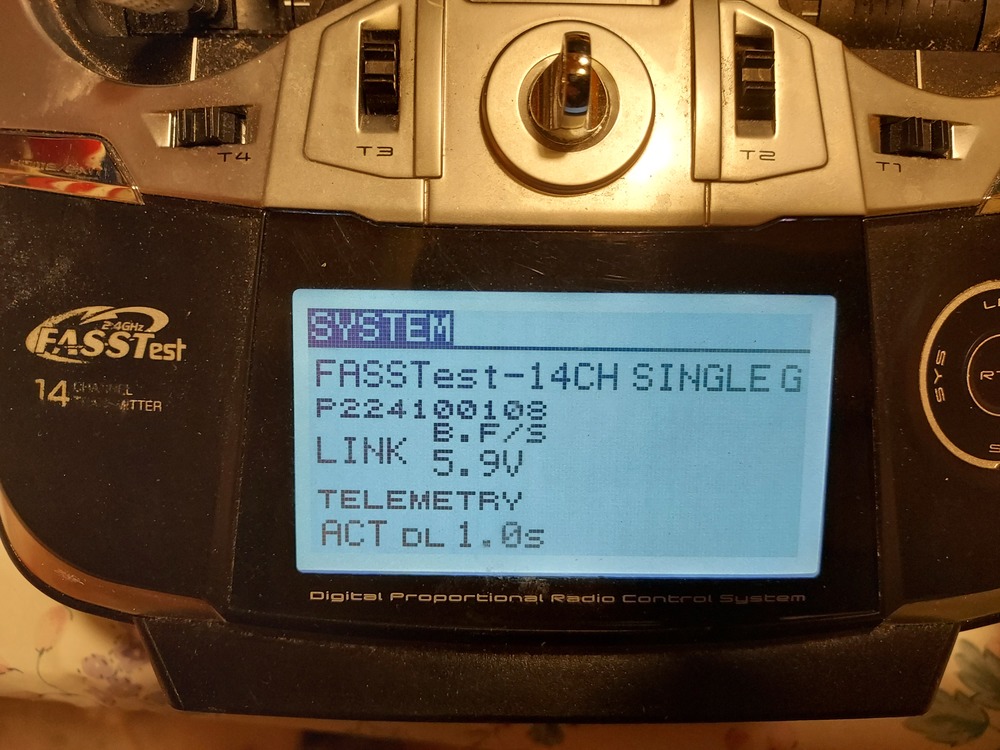 T4
T3
T2
T1
2.4GHz
FASSTest
14 CHANNEL
TRANSMITTER
SYSTEM
FASSTest-14CH SINGLE G
P224100108
B.F/S
LINK 5.9V
TELEMETRY
ACT DL 1.0s
SYS
Digital Proportional Radio Control System